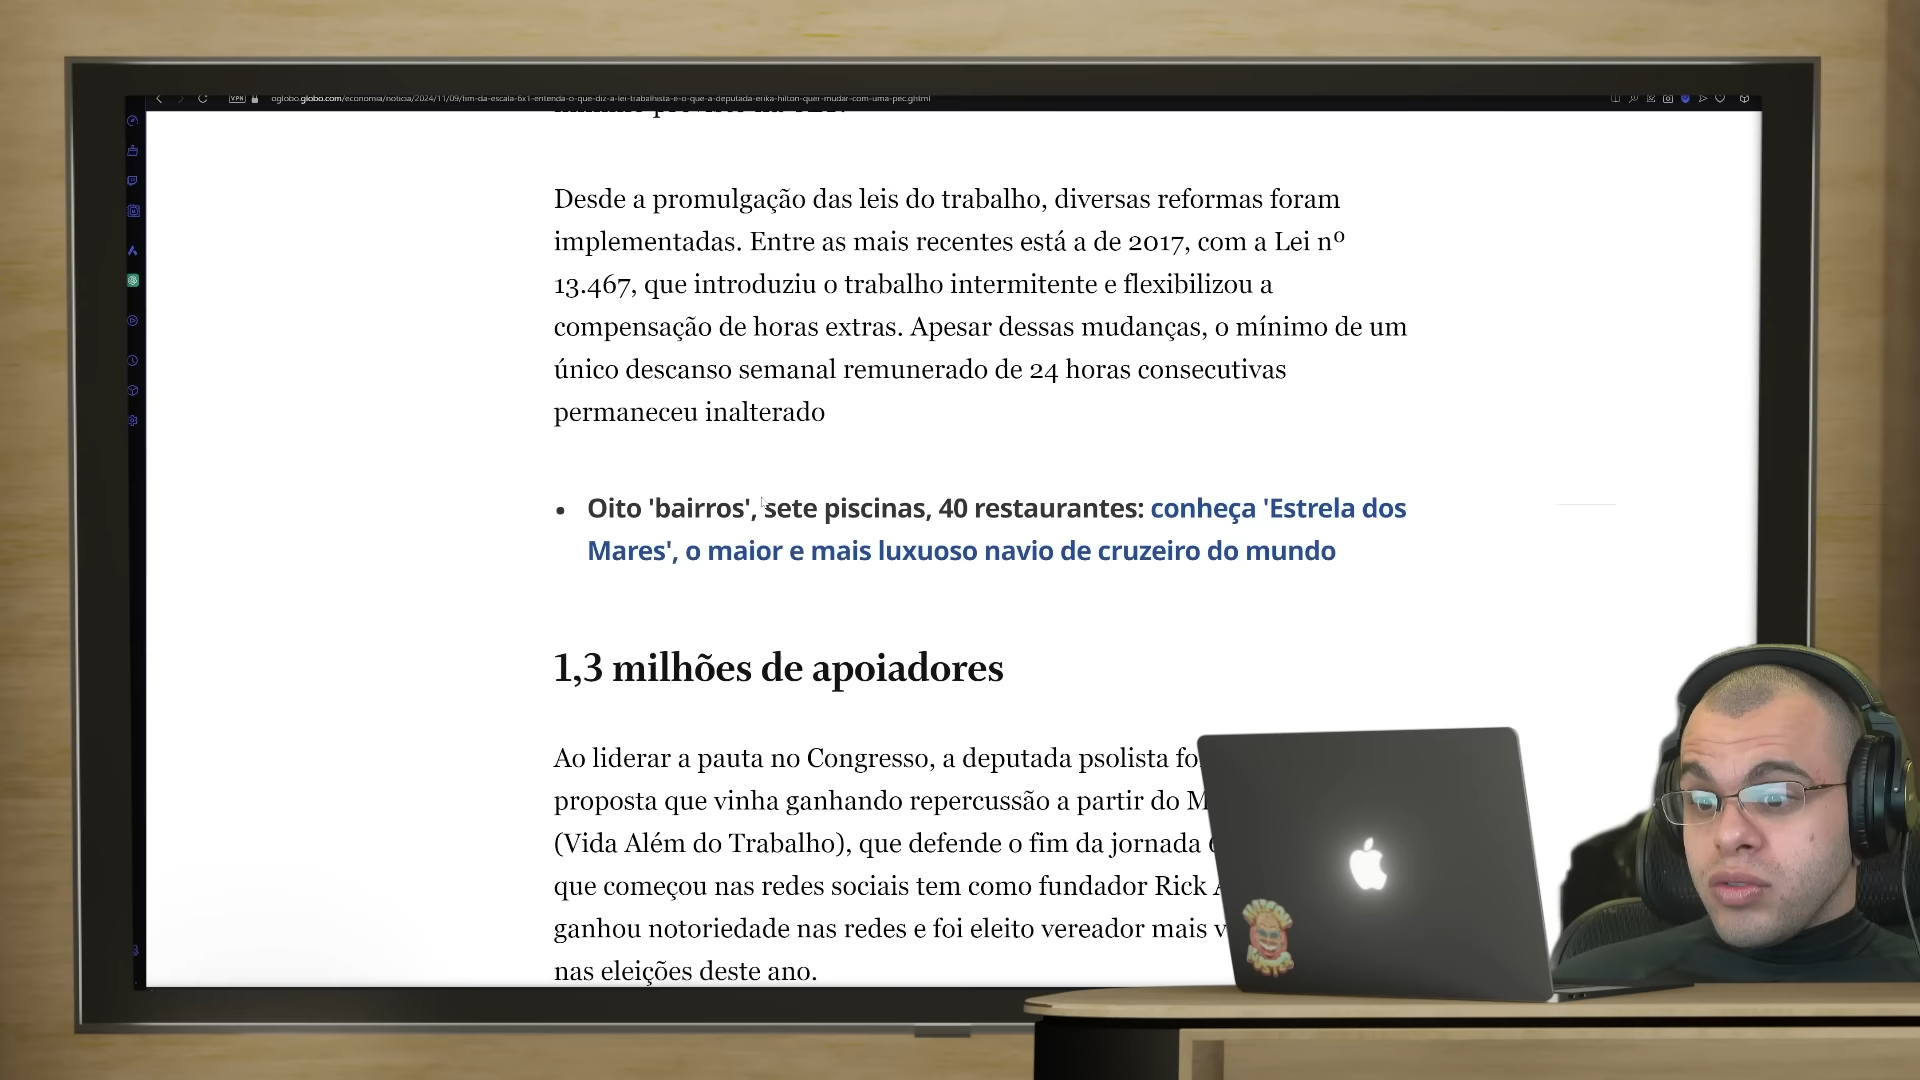 VPN
oglobo.globo.com/economia/noticia/2024/11/09/fim-da-escala-6x1-entenda-o-que-diz-a-lei-trabalhista-e-o-que-a-deputada-erika-hilton-quer-mudar-com-uma-pec.ghtml
Desde a promulgação das leis do trabalho, diversas reformas foram
implementadas. Entre as mais recentes está a de 2017, com a Lei nº
13.467, que introduziu o trabalho intermitente e flexibilizou a
compensação de horas extras. Apesar dessas mudanças, o mínimo de um
único descanso semanal remunerado de 24 horas consecutivas
permaneceu inalterado
• Oito 'bairros', sete piscinas, 40 restaurantes: conheça 'Estrela dos
Mares', o maior e mais luxuoso navio de cruzeiro do mundo
1,3 milhões de apoiadores
Ao liderar a pauta no Congresso, a deputada psolista
proposta que vinha ganhando repercussão a partir do
(Vida Além do Trabalho), que defende o fim da jornada
que começou nas redes sociais tem como fundador Rick
ganhou notoriedade nas redes e foi eleito vereador mais
nas eleições deste ano.